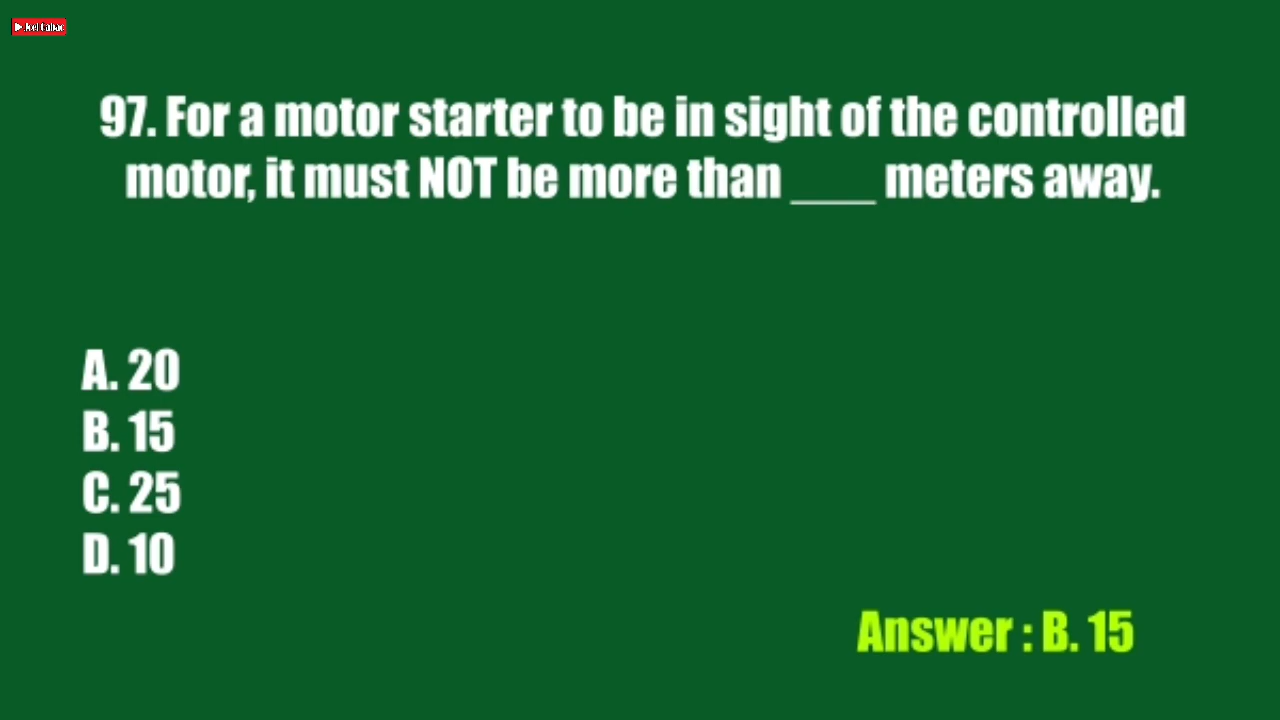 97. For a motor starter to be in sight of the controlled
motor, it must NOT be more than ____ meters away.
A. 20
B. 15
C. 25
D. 10
Answer : B. 15